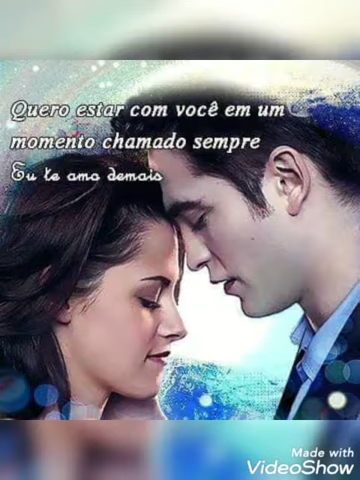 Quero estar com você em um
momento chamado sempre
Eu te amo demais
Made with
VideoShow